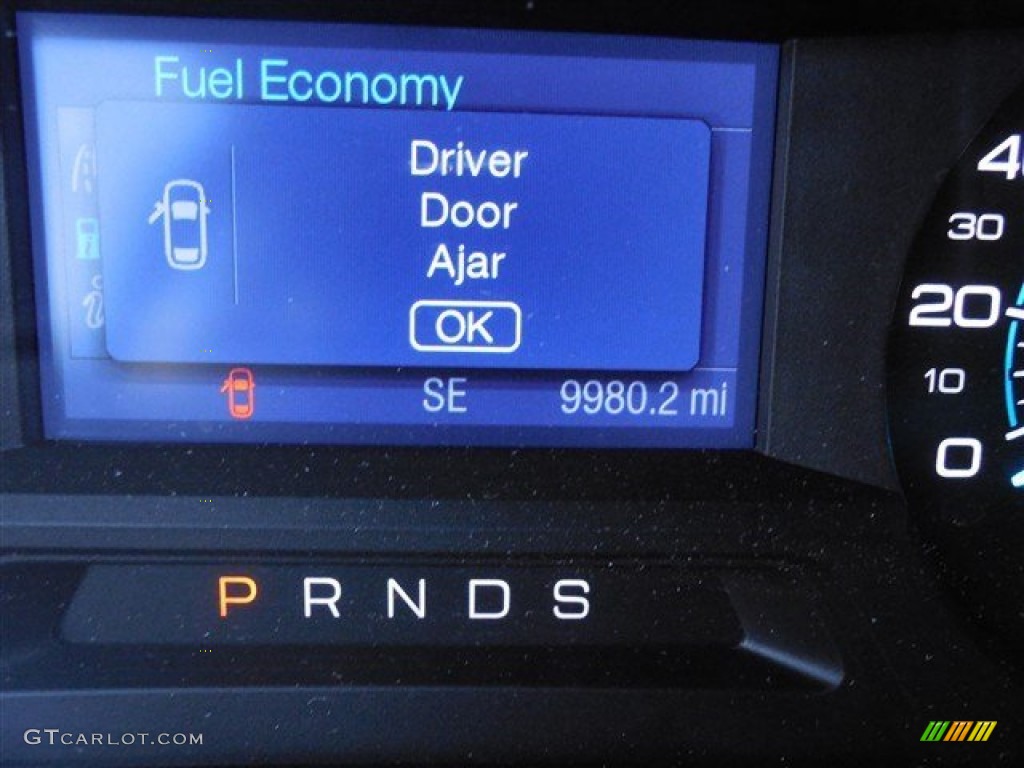 Fuel Economy
Driver
Door
Ajar
OK
SE 9980.2 mi
30
20
10
0
P R N D S
GTCARLOT.COM